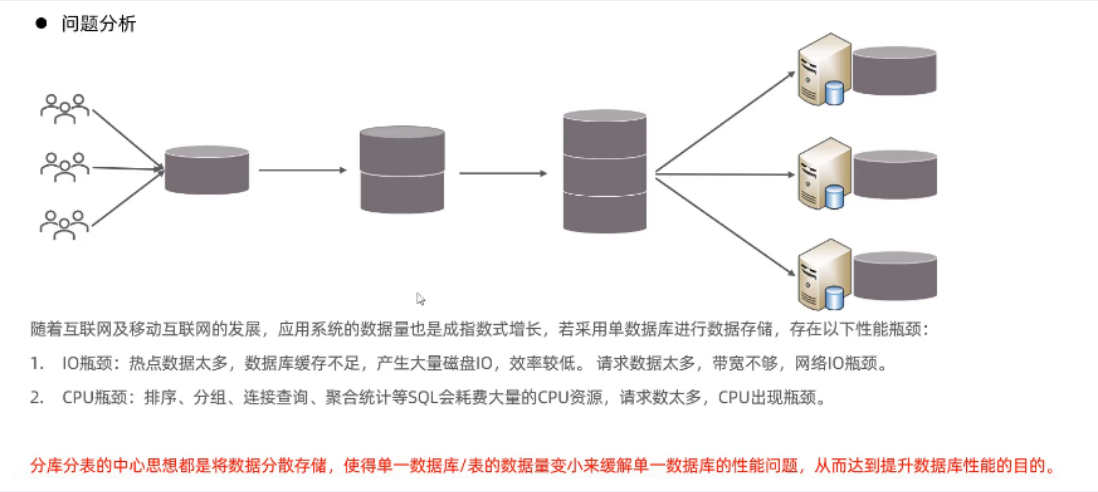 ● 问题分析
随着互联网及移动互联网的发展，应用系统的数据量也是成指数式增长，若采用单数据库进行数据存储，存在以下性能瓶颈：
1. IO瓶颈：热点数据太多，数据库缓存不足，产生大量磁盘IO，效率较低。 请求数据太多，带宽不够，网络IO瓶颈。
2. CPU瓶颈：排序、分组、连接查询、聚合统计等SQL会耗费大量的CPU资源，请求数太多，CPU出现瓶颈。
分库分表的中心思想都是将数据分散存储，使得单一数据库/表的数据量变小来缓解单一数据库的性能问题，从而达到提升数据库性能的目的。